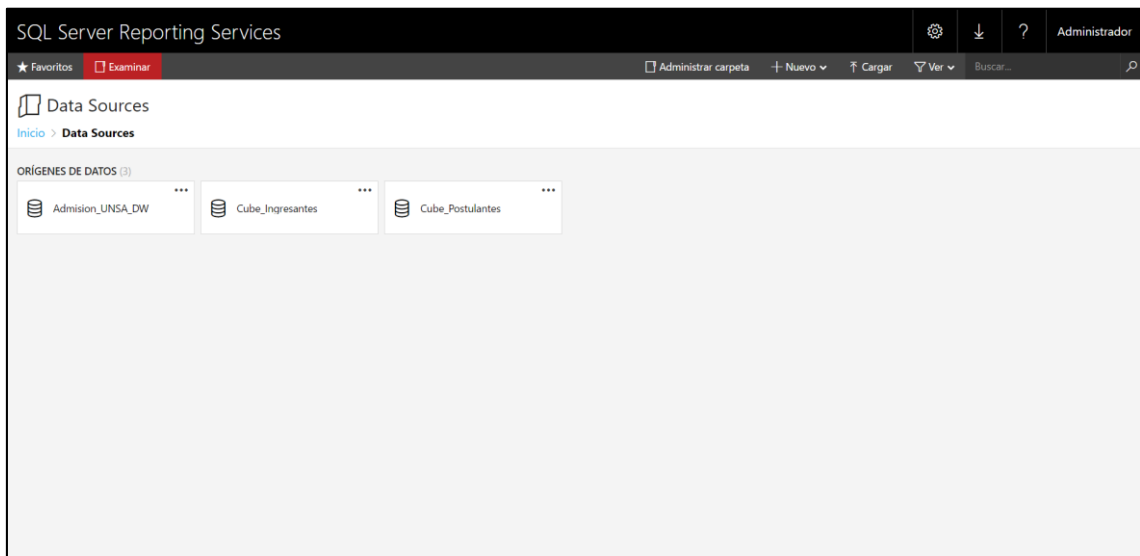 SQL Server Reporting Services
? Administrador
Favoritos Examinar Administrar carpeta Nuevo Cargar Ver Buscar...
Data Sources
Inicio > Data Sources
ORÍGENES DE DATOS (3)
Admision_UNSA_DW Cube_Ingresantes Cube_Postulantes